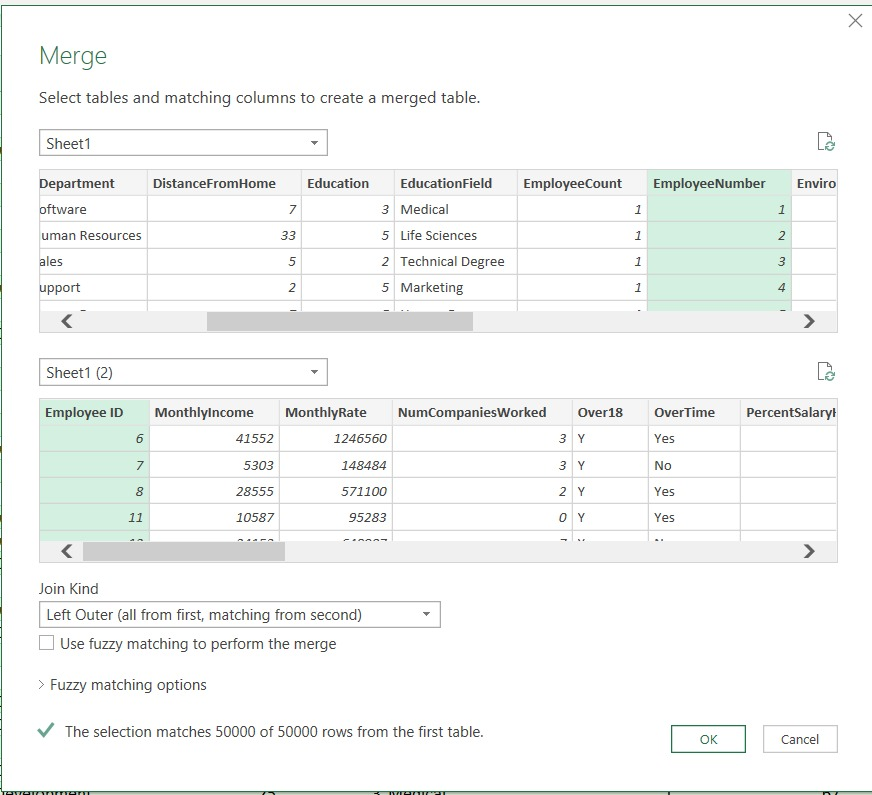 Merge
Select tables and matching columns to create a merged table.
Sheet1
Department DistanceFromHome Education EducationField EmployeeCount EmployeeNumber Enviro
oftware 7 3 Medical 1 1
uman Resources 33 5 Life Sciences 1 2
ales 5 2 Technical Degree 1 3
upport 2 5 Marketing 1 4
Sheet1 (2)
Employee ID MonthlyIncome MonthlyRate NumCompaniesWorked Over18 OverTime PercentSalaryH
6 41552 1246560 3 Y Yes
7 5303 148484 3 Y No
8 28555 571100 2 Y Yes
11 10587 95283 0 Y Yes
Join Kind
Left Outer (all from first, matching from second)
Use fuzzy matching to perform the merge
Fuzzy matching options
The selection matches 50000 of 50000 rows from the first table.
OK Cancel